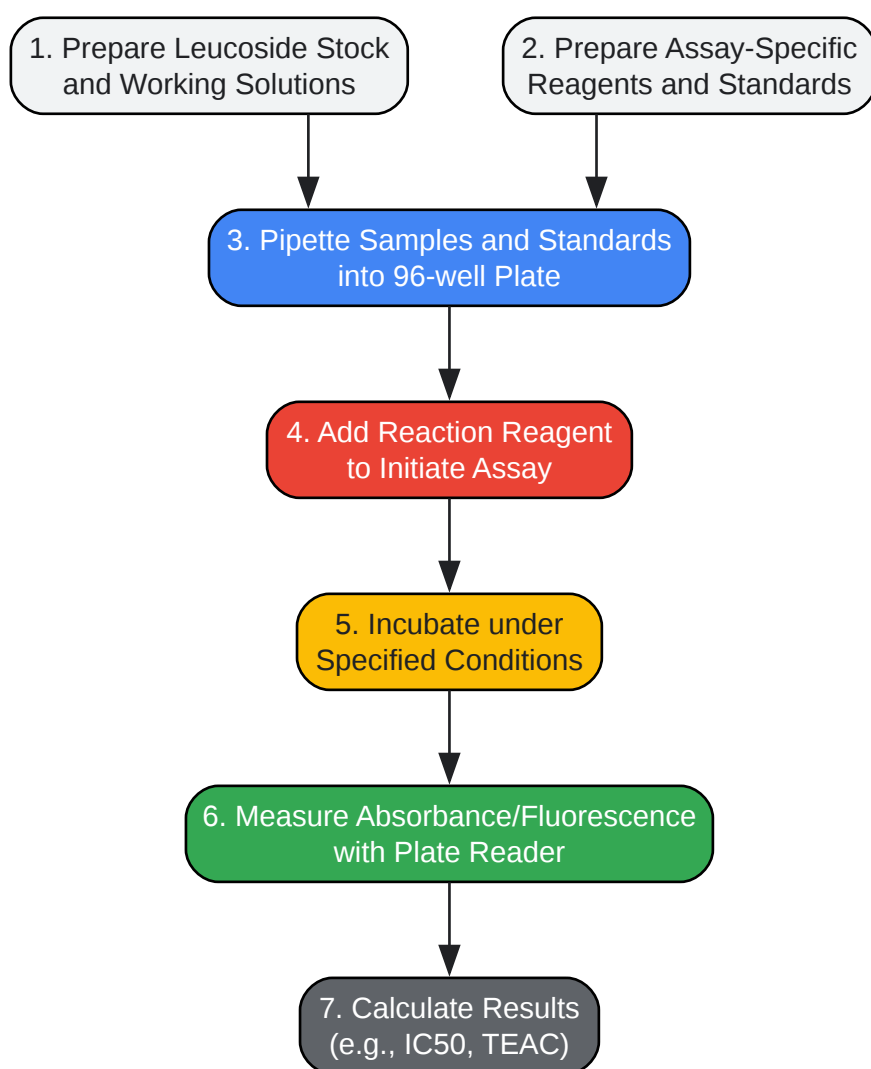 1. Prepare Leucoside Stock
and Working Solutions
2. Prepare Assay-Specific
Reagents and Standards
3. Pipette Samples and Standards
into 96-well Plate
4. Add Reaction Reagent
to Initiate Assay
5. Incubate under
Specified Conditions
6. Measure Absorbance/Fluorescence
with Plate Reader
7. Calculate Results
(e.g., IC50, TEAC)